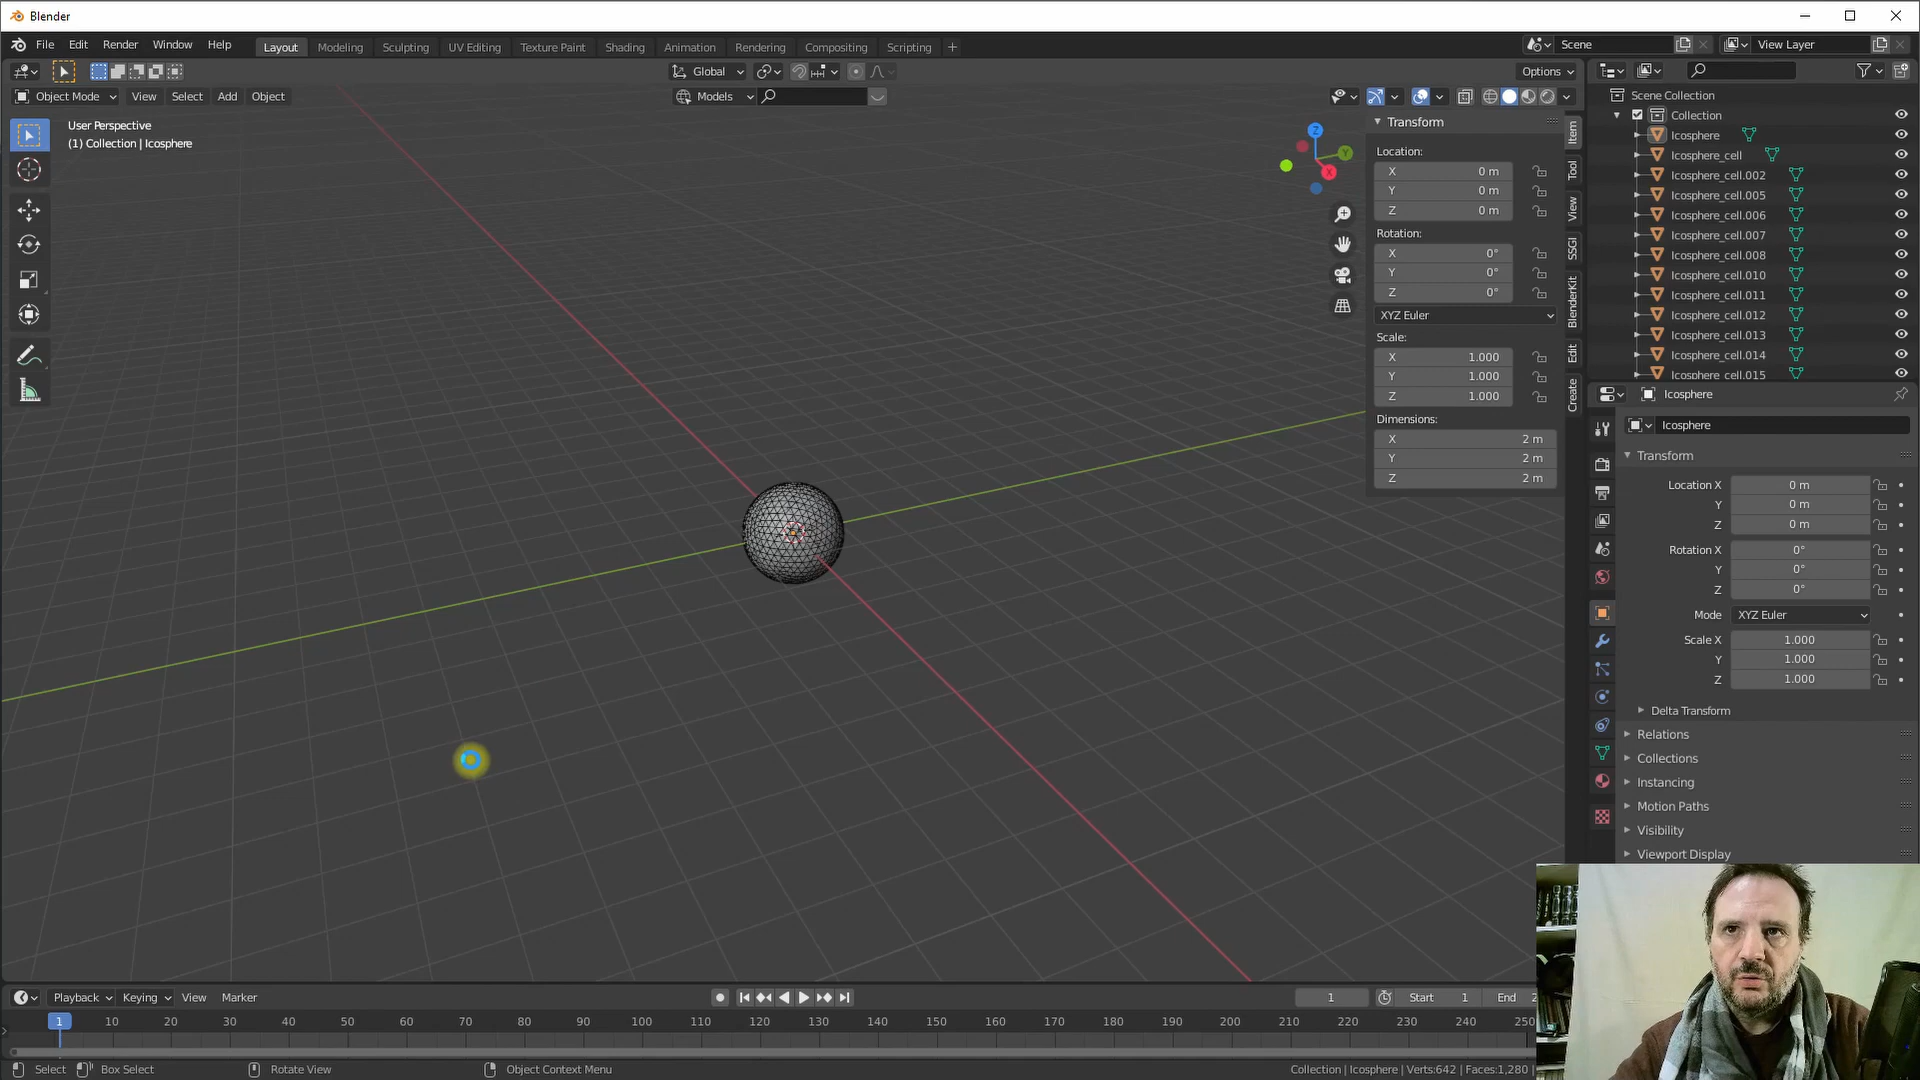 Blender
File Edit Render Window Help
Layout Modeling Sculpting UV Editing Texture Paint Shading Animation Rendering Compositing Scripting +
Scene
View Layer
Global
Options
Object Mode View Select Add Object
Models
User Perspective
(1) Collection | Icosphere
Z
Y
X
Transform
Location:
X 0 m
Y 0 m
Z 0 m
Rotation:
X 0°
Y 0°
Z 0°
XYZ Euler
Scale:
X 1.000
Y 1.000
Z 1.000
Dimensions:
X 2 m
Y 2 m
Z 2 m
Item
Tool
View
SSGI
BlenderKit
Edit
Create
Scene Collection
Collection
Icosphere
Icosphere_cell
Icosphere_cell.002
Icosphere_cell.005
Icosphere_cell.006
Icosphere_cell.007
Icosphere_cell.008
Icosphere_cell.010
Icosphere_cell.011
Icosphere_cell.012
Icosphere_cell.013
Icosphere_cell.014
Icosphere_cell.015
Icosphere
Icosphere
Transform
Location X 0 m
Y 0 m
Z 0 m
Rotation X 0°
Y 0°
Z 0°
Mode XYZ Euler
Scale X 1.000
Y 1.000
Z 1.000
Delta Transform
Relations
Collections
Instancing
Motion Paths
Visibility
Viewport Display
Playback Keying View Marker
1 Start 1 End 2
1 10 20 30 40 50 60 70 80 90 100 110 120 130 140 150 160 170 180 190 200 210 220 230 240 250
Select Box Select Rotate View Object Context Menu
Collection | Icosphere | Verts:642 | Faces:1,280 |